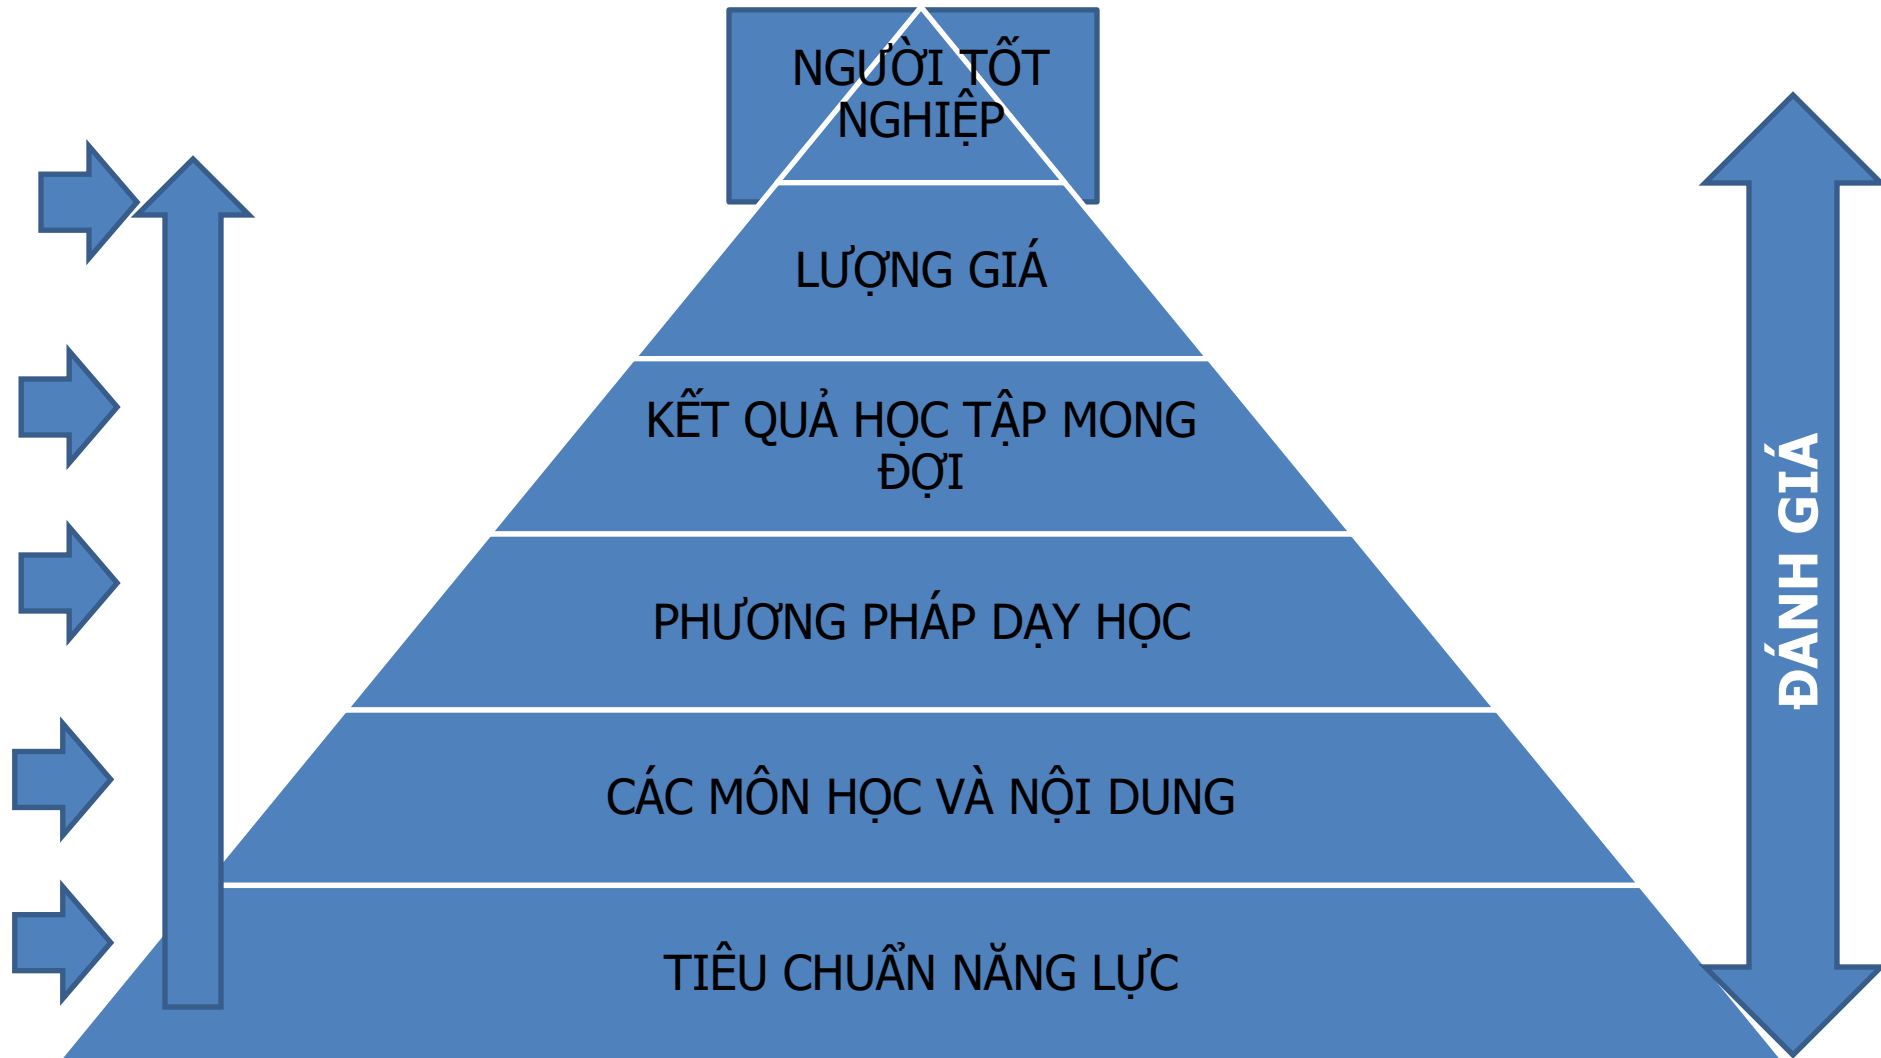 NGƯỜI TỐT
NGHIỆP
LƯỢNG GIÁ
KẾT QUẢ HỌC TẬP MONG
ĐỢI
PHƯƠNG PHÁP DẠY HỌC
CÁC MÔN HỌC VÀ NỘI DUNG
TIÊU CHUẨN NĂNG LỰC
ĐÁNH GIÁ